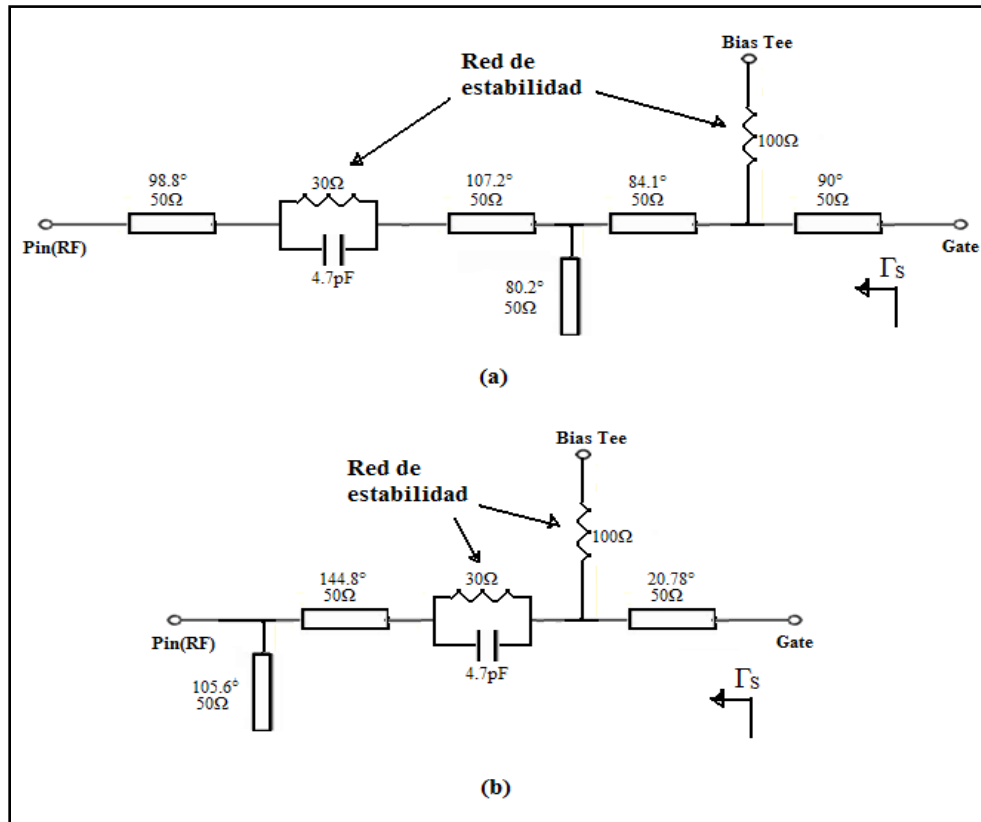 Bias Tee
Red de
estabilidad
100Ω
98.8°
50Ω
30Ω
107.2°
50Ω
84.1°
50Ω
90°
50Ω
Pin(RF)
4.7pF
Gate
80.2°
50Ω
ΓS
(a)
Bias Tee
Red de
estabilidad
100Ω
144.8°
50Ω
30Ω
20.78°
50Ω
Pin(RF)
4.7pF
Gate
105.6°
50Ω
ΓS
(b)